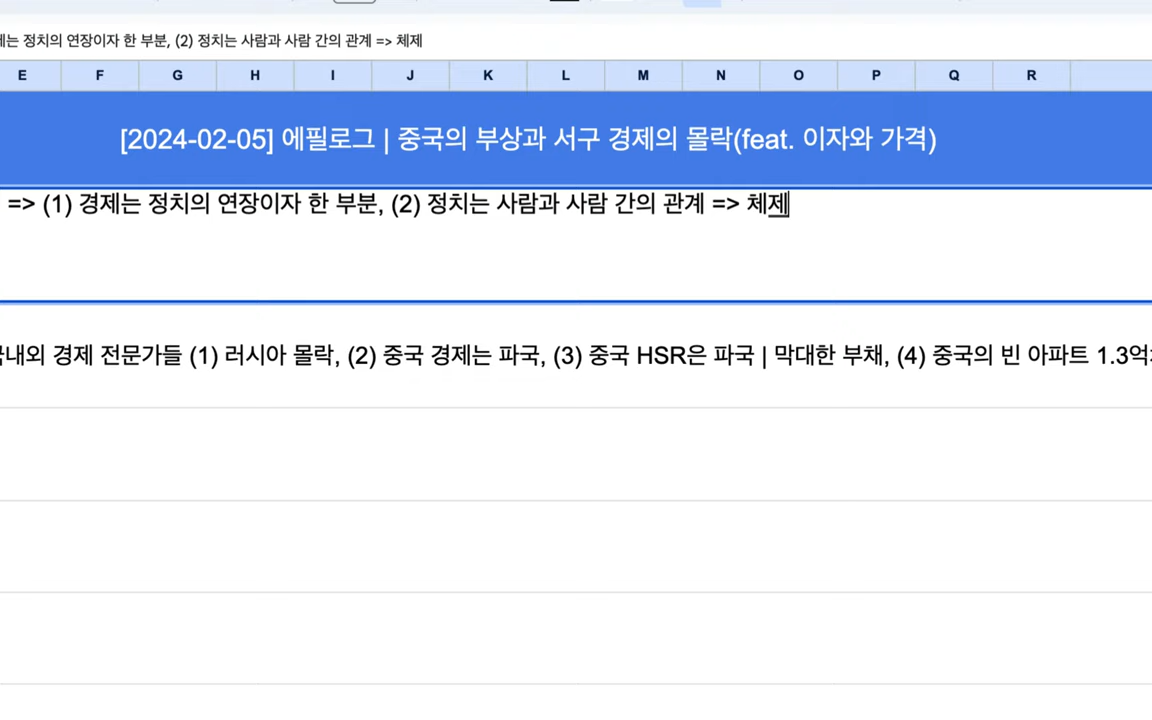 는 정치의 연장이자 한 부분, (2) 정치는 사람과 사람 간의 관계 => 체제
E F G H I J K L M N O P Q R
[2024-02-05] 에필로그 | 중국의 부상과 서구 경제의 몰락(feat. 이자와 가격)
=> (1) 경제는 정치의 연장이자 한 부분, (2) 정치는 사람과 사람 간의 관계 => 체제
경제 전문가들 (1) 러시아 몰락, (2) 중국 경제는 파국, (3) 중국 HSR은 파국 | 막대한 부채, (4) 중국의 빈 아파트 1.3억